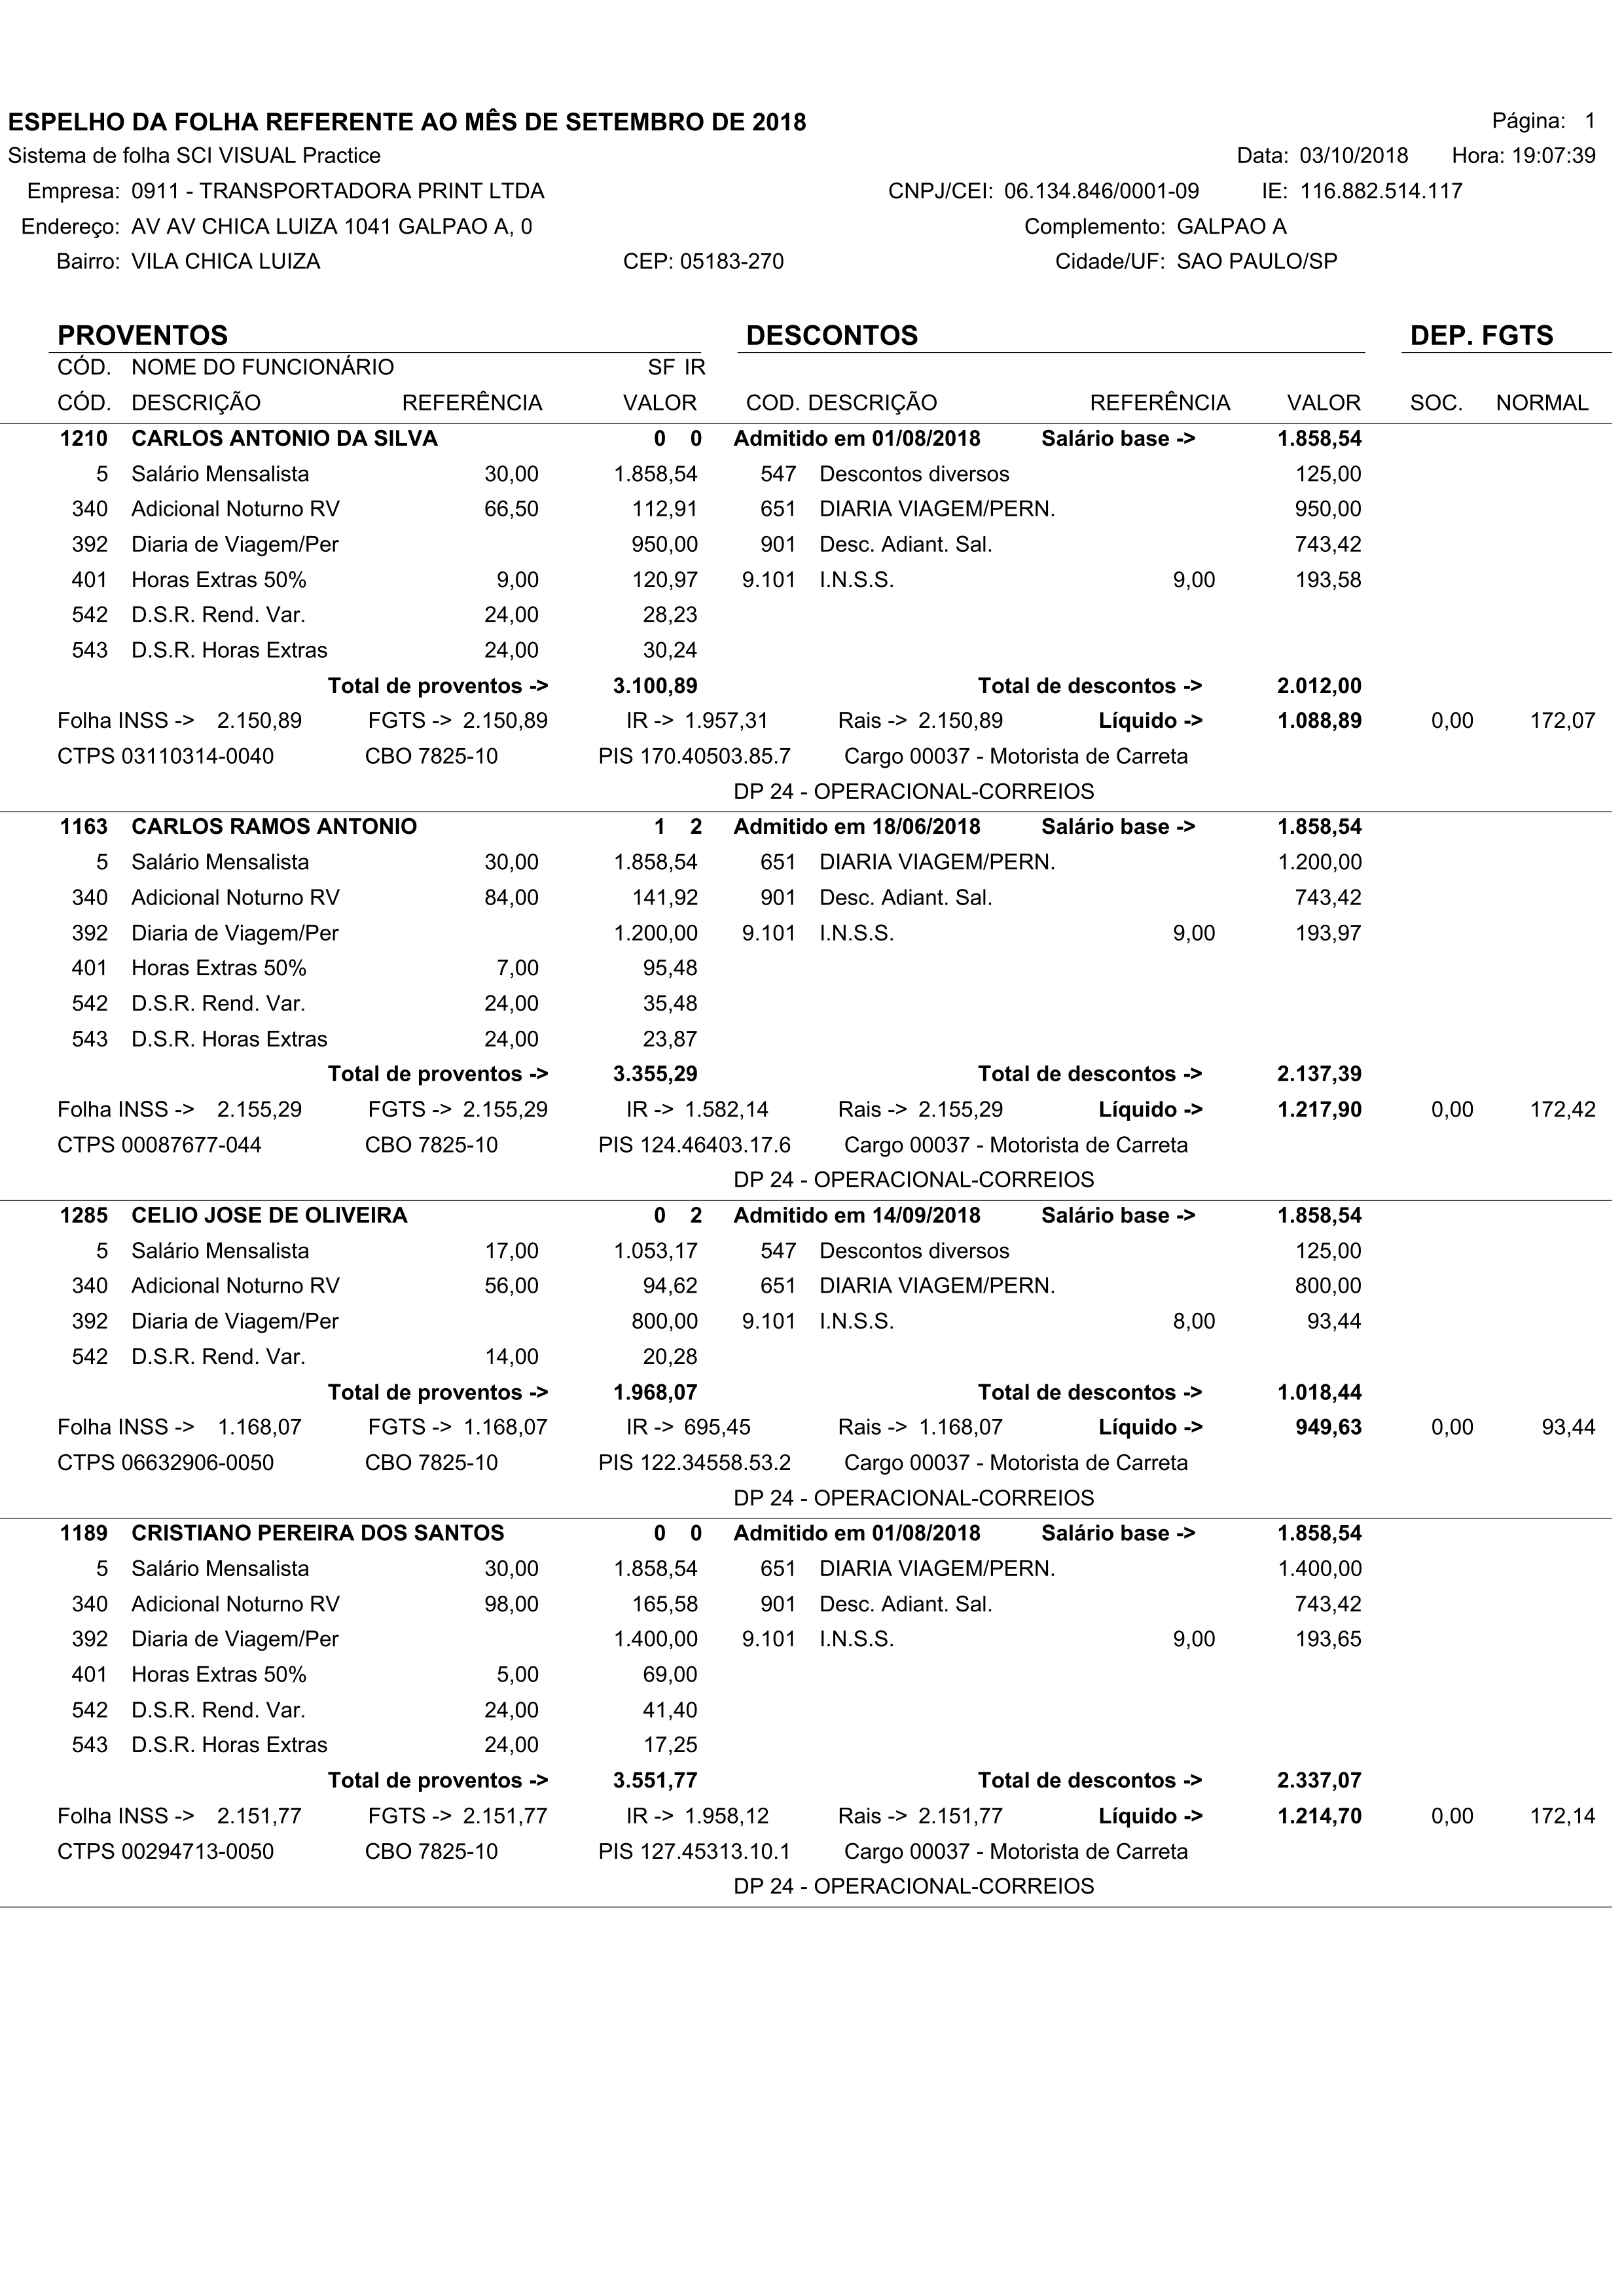 ESPELHO DA FOLHA REFERENTE AO MÊS DE SETEMBRO DE 2018 Página: 1
Sistema de folha SCI VISUAL Practice Data: 03/10/2018 Hora: 19:07:39
Empresa: 0911 - TRANSPORTADORA PRINT LTDA CNPJ/CEI: 06.134.846/0001-09 IE: 116.882.514.117
Endereço: AV AV CHICA LUIZA 1041 GALPAO A, 0 Complemento: GALPAO A
Bairro: VILA CHICA LUIZA CEP: 05183-270 Cidade/UF: SAO PAULO/SP
PROVENTOS DESCONTOS DEP. FGTS
CÓD. NOME DO FUNCIONÁRIO SF IR
CÓD. DESCRIÇÃO REFERÊNCIA VALOR COD. DESCRIÇÃO REFERÊNCIA VALOR SOC. NORMAL
1210 CARLOS ANTONIO DA SILVA 0 0 Admitido em 01/08/2018 Salário base -> 1.858,54
5 Salário Mensalista 30,00 1.858,54 547 Descontos diversos 125,00
340 Adicional Noturno RV 66,50 112,91 651 DIARIA VIAGEM/PERN. 950,00
392 Diaria de Viagem/Per 950,00 901 Desc. Adiant. Sal. 743,42
401 Horas Extras 50% 9,00 120,97 9.101 I.N.S.S. 9,00 193,58
542 D.S.R. Rend. Var. 24,00 28,23
543 D.S.R. Horas Extras 24,00 30,24
Total de proventos -> 3.100,89 Total de descontos -> 2.012,00
Folha INSS -> 2.150,89 FGTS -> 2.150,89 IR -> 1.957,31 Rais -> 2.150,89 Líquido -> 1.088,89 0,00 172,07
CTPS 03110314-0040 CBO 7825-10 PIS 170.40503.85.7 Cargo 00037 - Motorista de Carreta
DP 24 - OPERACIONAL-CORREIOS
1163 CARLOS RAMOS ANTONIO 1 2 Admitido em 18/06/2018 Salário base -> 1.858,54
5 Salário Mensalista 30,00 1.858,54 651 DIARIA VIAGEM/PERN. 1.200,00
340 Adicional Noturno RV 84,00 141,92 901 Desc. Adiant. Sal. 743,42
392 Diaria de Viagem/Per 1.200,00 9.101 I.N.S.S. 9,00 193,97
401 Horas Extras 50% 7,00 95,48
542 D.S.R. Rend. Var. 24,00 35,48
543 D.S.R. Horas Extras 24,00 23,87
Total de proventos -> 3.355,29 Total de descontos -> 2.137,39
Folha INSS -> 2.155,29 FGTS -> 2.155,29 IR -> 1.582,14 Rais -> 2.155,29 Líquido -> 1.217,90 0,00 172,42
CTPS 00087677-044 CBO 7825-10 PIS 124.46403.17.6 Cargo 00037 - Motorista de Carreta
DP 24 - OPERACIONAL-CORREIOS
1285 CELIO JOSE DE OLIVEIRA 0 2 Admitido em 14/09/2018 Salário base -> 1.858,54
5 Salário Mensalista 17,00 1.053,17 547 Descontos diversos 125,00
340 Adicional Noturno RV 56,00 94,62 651 DIARIA VIAGEM/PERN. 800,00
392 Diaria de Viagem/Per 800,00 9.101 I.N.S.S. 8,00 93,44
542 D.S.R. Rend. Var. 14,00 20,28
Total de proventos -> 1.968,07 Total de descontos -> 1.018,44
Folha INSS -> 1.168,07 FGTS -> 1.168,07 IR -> 695,45 Rais -> 1.168,07 Líquido -> 949,63 0,00 93,44
CTPS 06632906-0050 CBO 7825-10 PIS 122.34558.53.2 Cargo 00037 - Motorista de Carreta
DP 24 - OPERACIONAL-CORREIOS
1189 CRISTIANO PEREIRA DOS SANTOS 0 0 Admitido em 01/08/2018 Salário base -> 1.858,54
5 Salário Mensalista 30,00 1.858,54 651 DIARIA VIAGEM/PERN. 1.400,00
340 Adicional Noturno RV 98,00 165,58 901 Desc. Adiant. Sal. 743,42
392 Diaria de Viagem/Per 1.400,00 9.101 I.N.S.S. 9,00 193,65
401 Horas Extras 50% 5,00 69,00
542 D.S.R. Rend. Var. 24,00 41,40
543 D.S.R. Horas Extras 24,00 17,25
Total de proventos -> 3.551,77 Total de descontos -> 2.337,07
Folha INSS -> 2.151,77 FGTS -> 2.151,77 IR -> 1.958,12 Rais -> 2.151,77 Líquido -> 1.214,70 0,00 172,14
CTPS 00294713-0050 CBO 7825-10 PIS 127.45313.10.1 Cargo 00037 - Motorista de Carreta
DP 24 - OPERACIONAL-CORREIOS